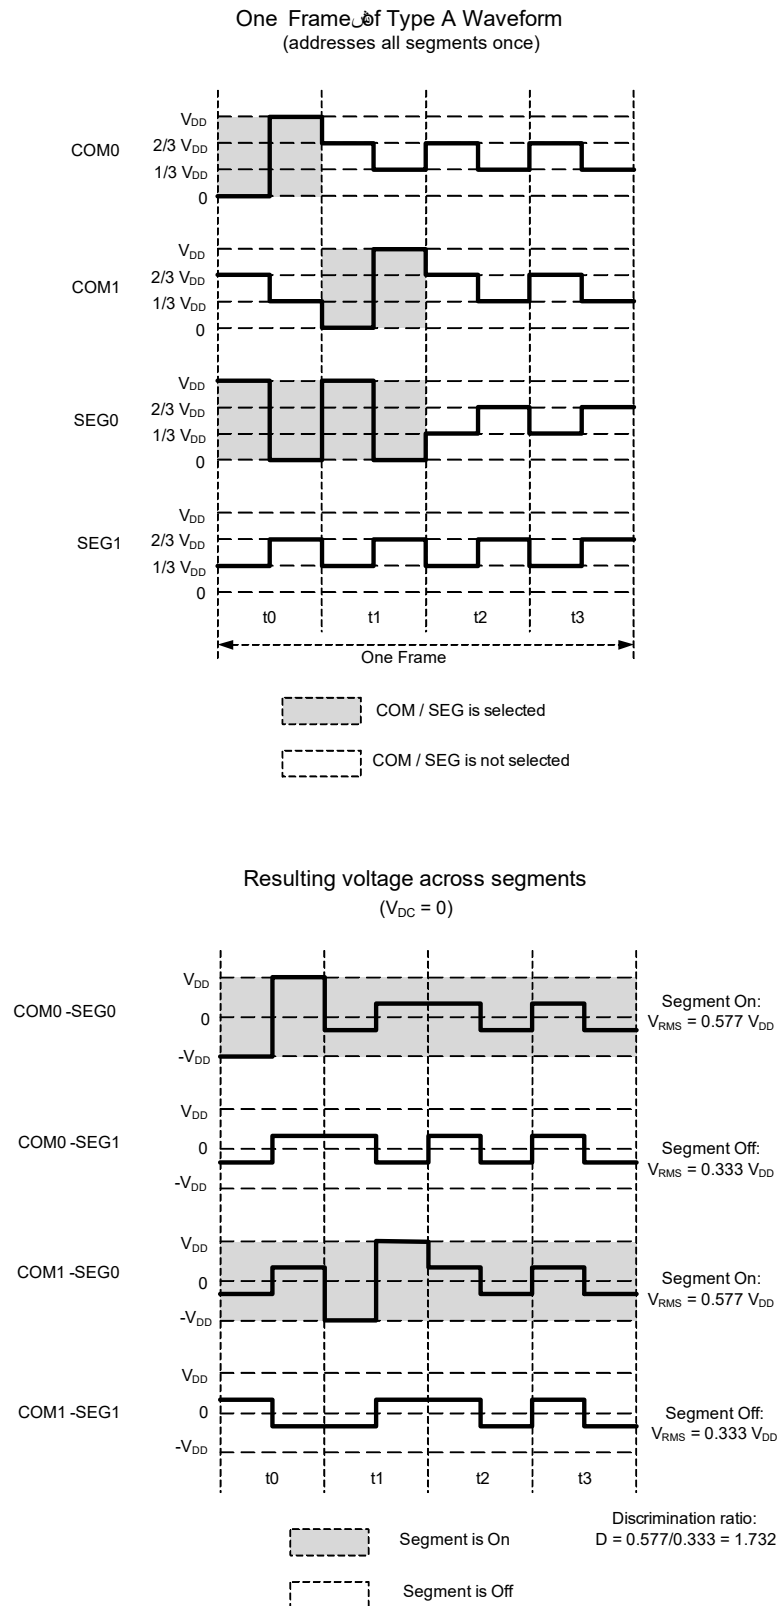 One Frame of Type A Waveform
(addresses all segments once)
COM0
V_DD
2/3 V_DD
1/3 V_DD
0
COM1
V_DD
2/3 V_DD
1/3 V_DD
0
SEG0
V_DD
2/3 V_DD
1/3 V_DD
0
SEG1
V_DD
2/3 V_DD
1/3 V_DD
0
t0 t1 t2 t3
One Frame
COM / SEG is selected
COM / SEG is not selected
Resulting voltage across segments
(V_DC = 0)
COM0 -SEG0
V_DD
0
-V_DD
Segment On:
V_RMS = 0.577 V_DD
COM0 -SEG1
V_DD
0
-V_DD
Segment Off:
V_RMS = 0.333 V_DD
COM1 -SEG0
V_DD
0
-V_DD
Segment On:
V_RMS = 0.577 V_DD
COM1 -SEG1
V_DD
0
-V_DD
Segment Off:
V_RMS = 0.333 V_DD
t0 t1 t2 t3
Segment is On
Segment is Off
Discrimination ratio:
D = 0.577/0.333 = 1.732